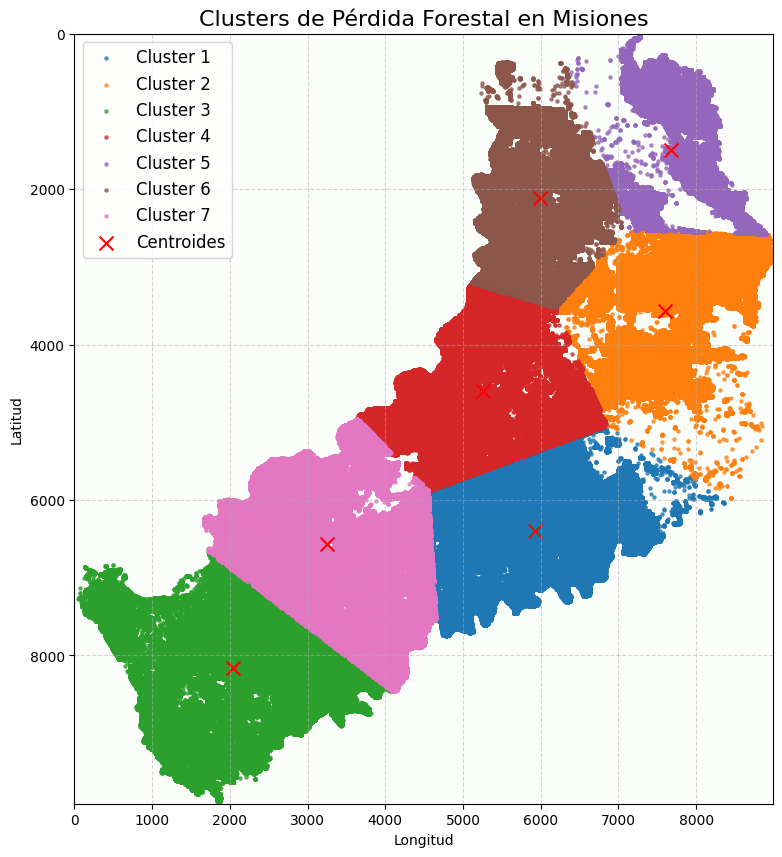 Clusters de Pérdida Forestal en Misiones
Cluster 1
Cluster 2
Cluster 3
Cluster 4
Cluster 5
Cluster 6
Cluster 7
Centroides
0
2000
4000
6000
8000
Latitud
0 1000 2000 3000 4000 5000 6000 7000 8000
Longitud